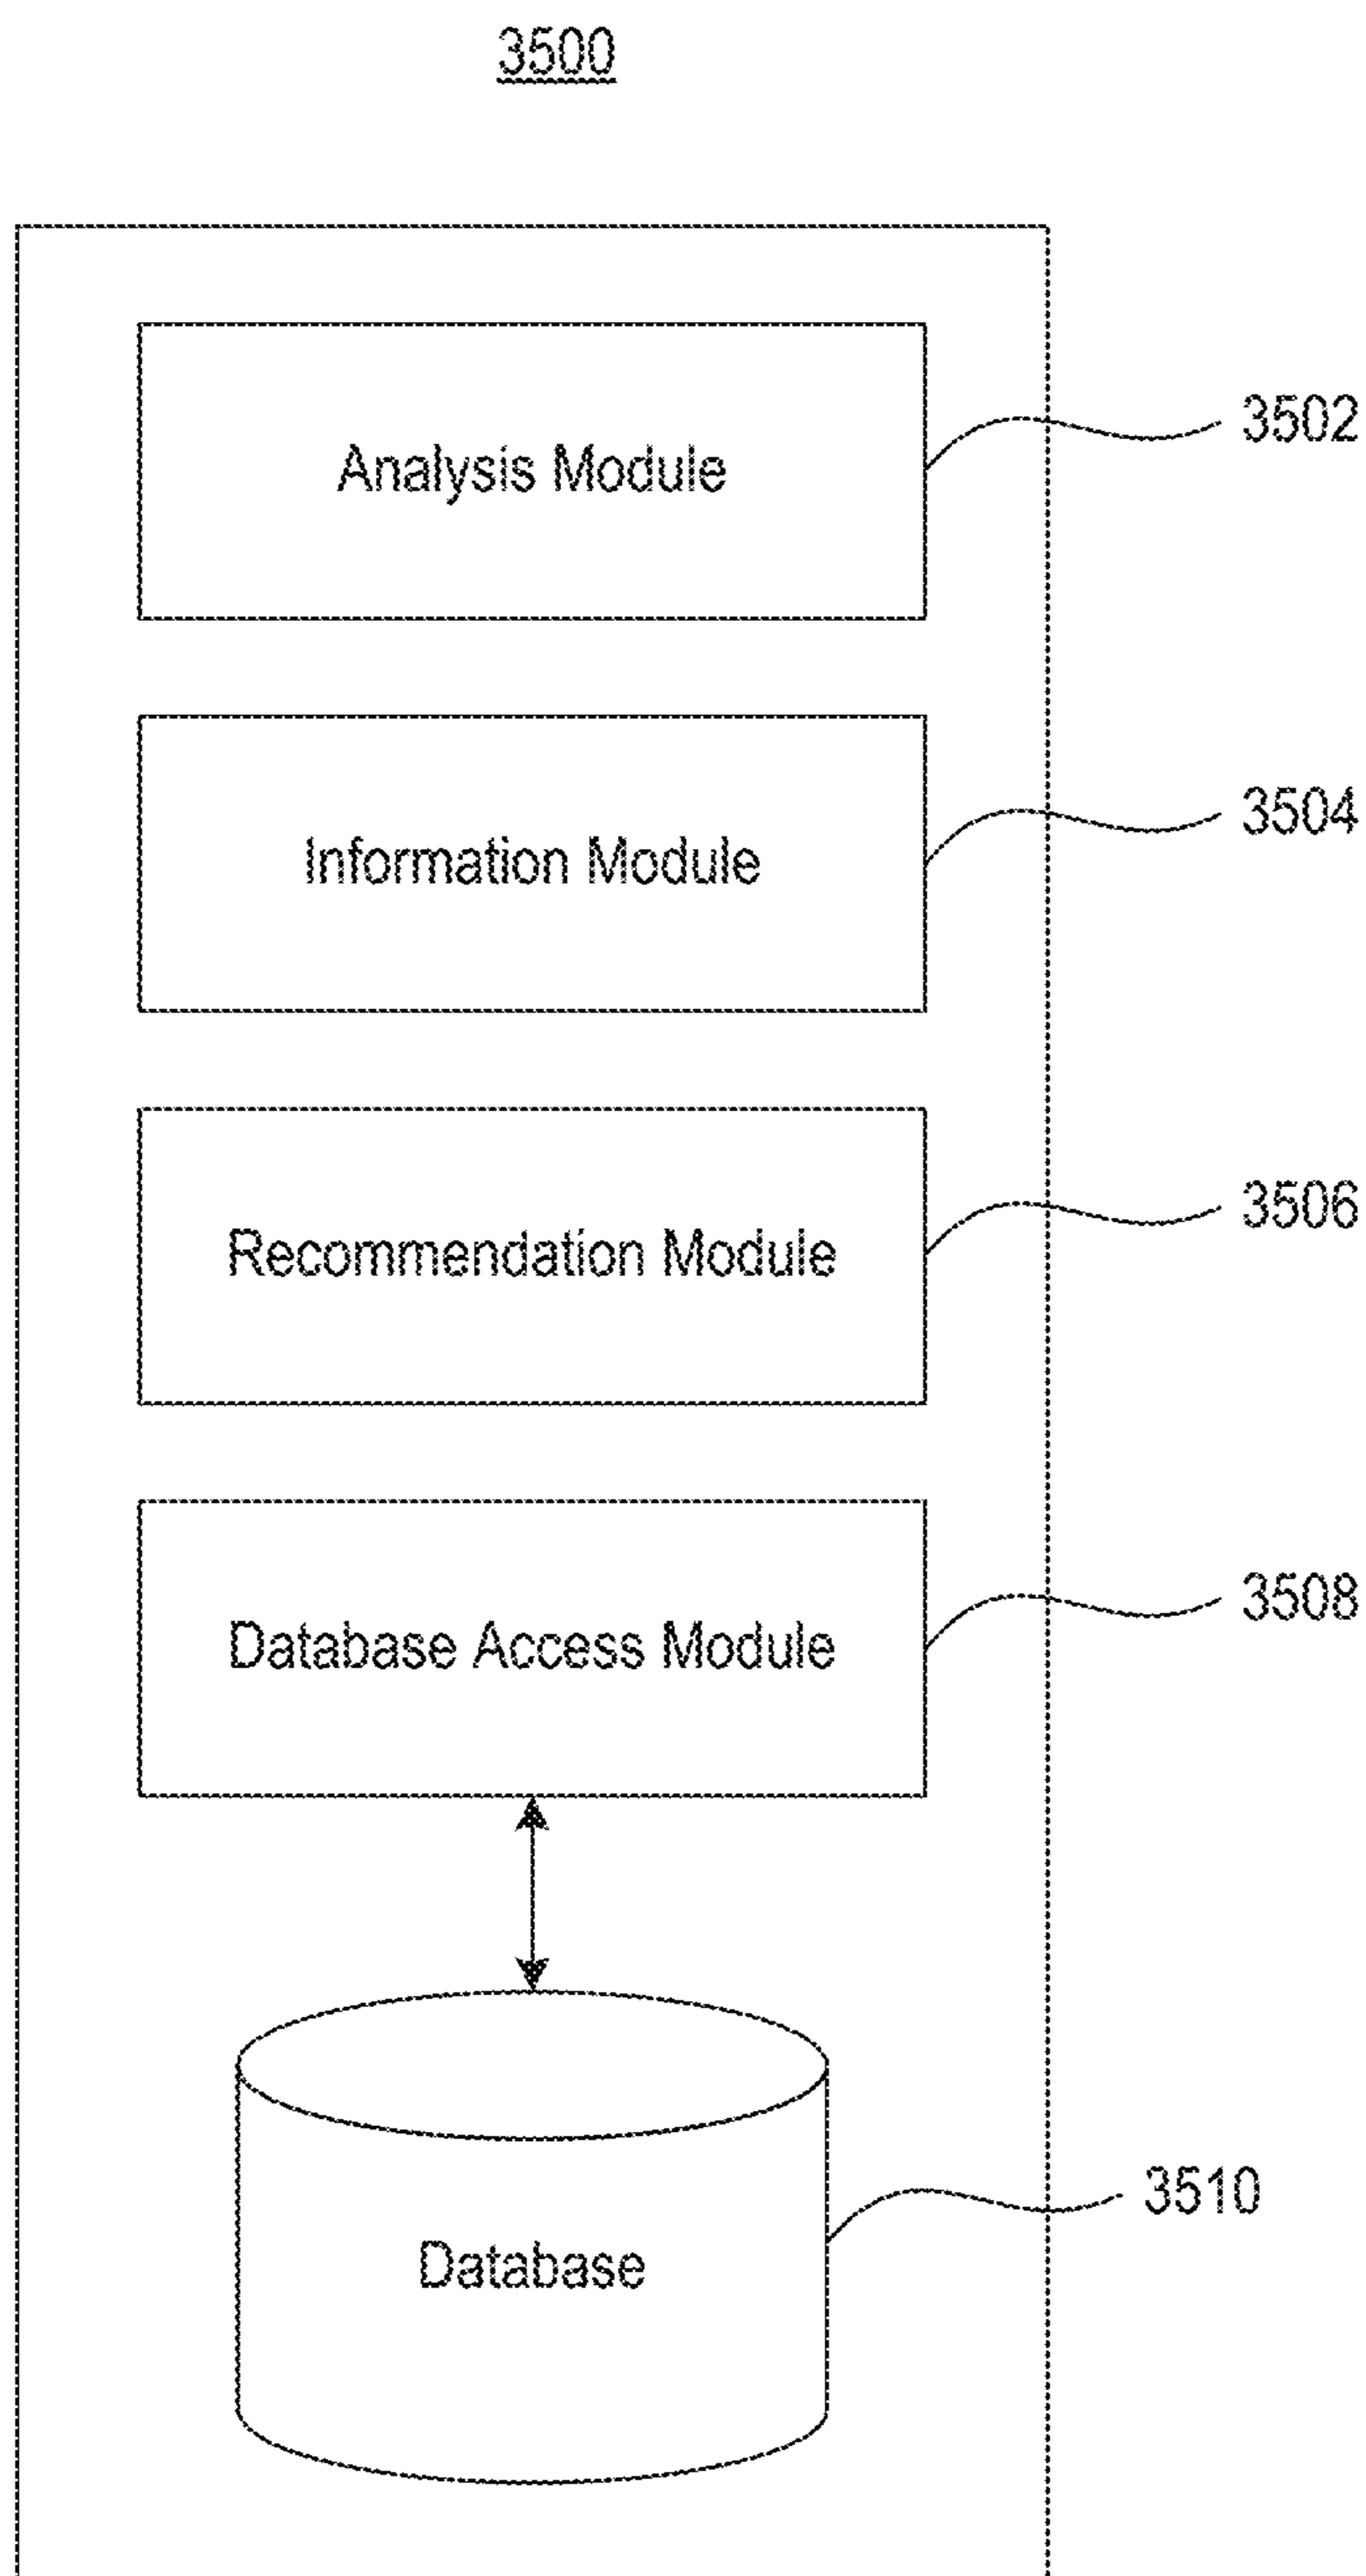 3500
Analysis Module
3502
Information Module
3504
Recommendation Module
3506
Database Access Module
3508
Database
3510